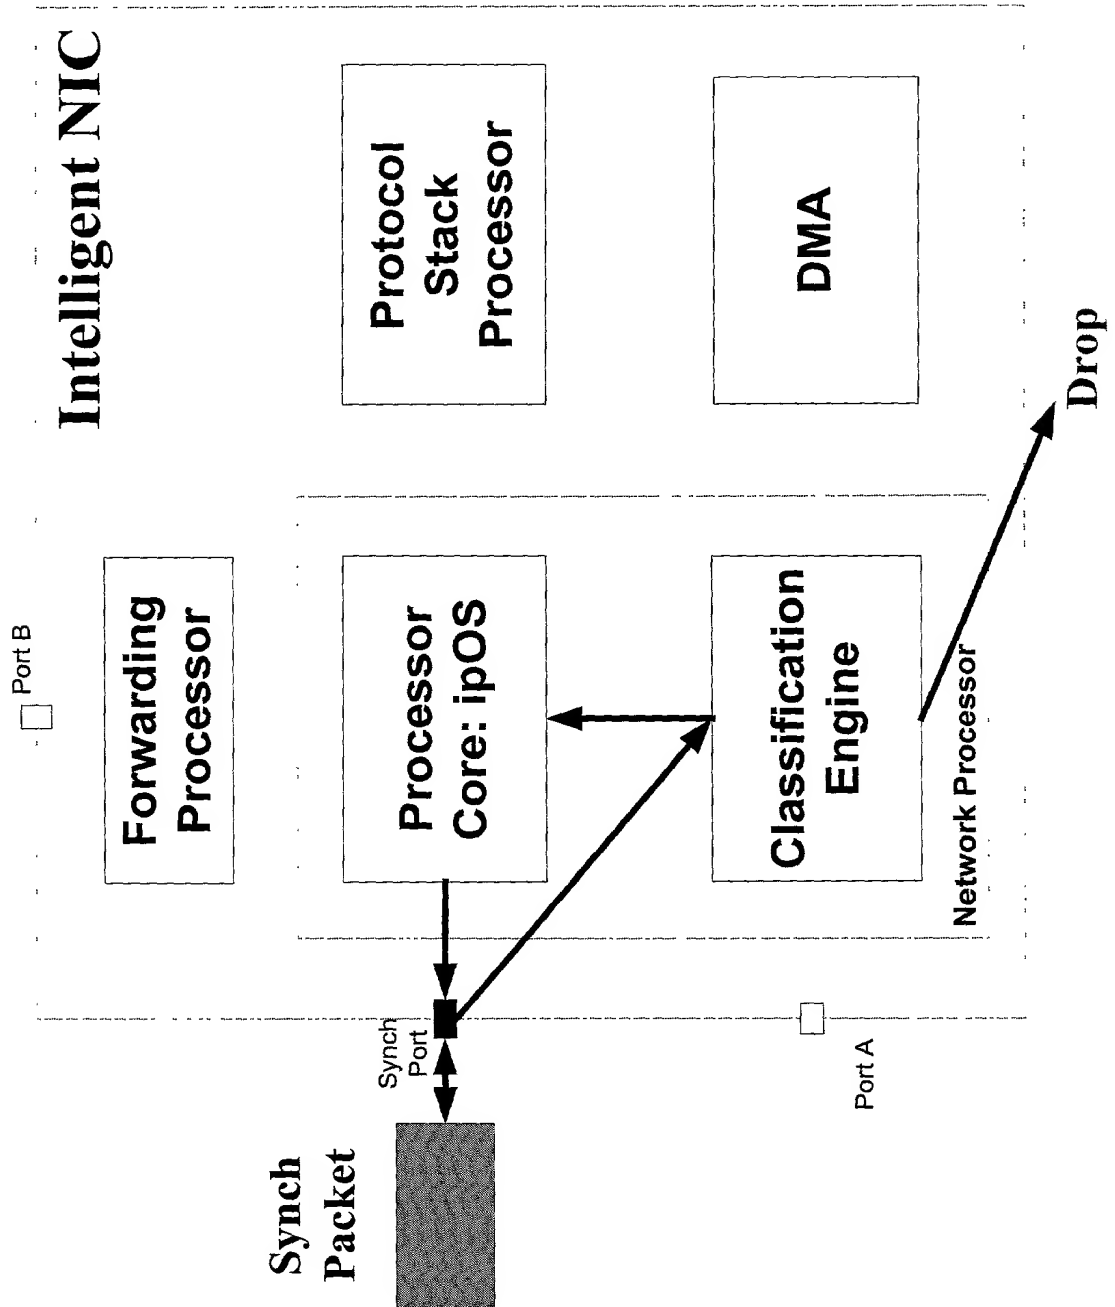 Intelligent NIC
Port B
Forwarding
Processor
Protocol
Stack
Processor
Processor
Core: ipOS
Synch
Port
Synch
Packet
Classification
Engine
DMA
Network Processor
Port A
Drop